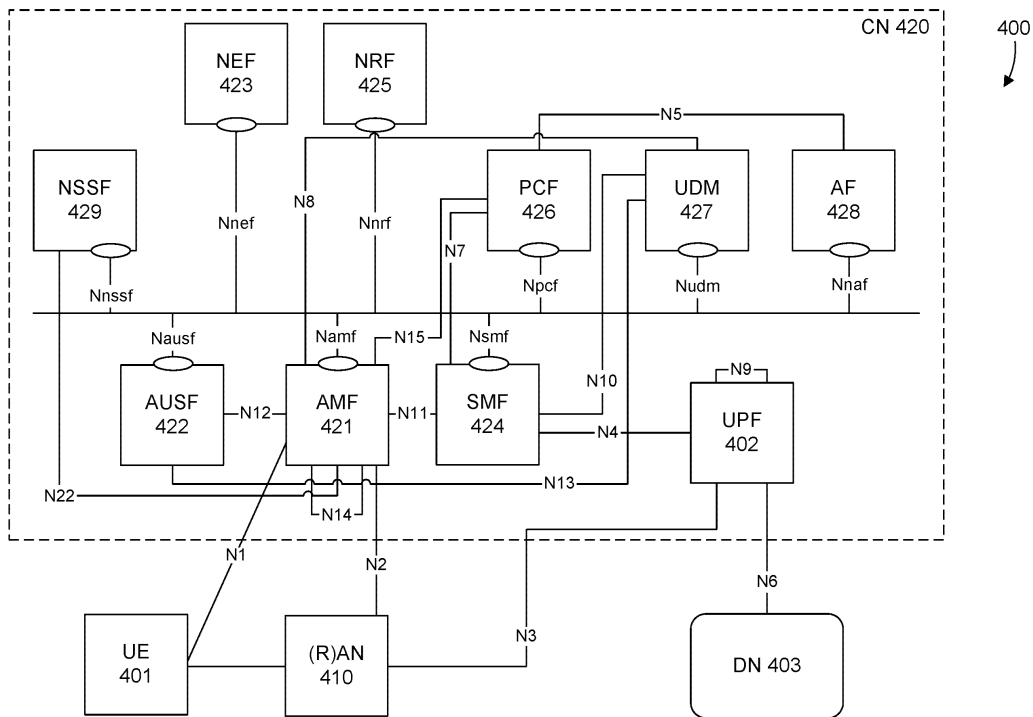 CN 420
400
NEF
423
NRF
425
N5
NSSF
429
N8
PCF
426
UDM
427
AF
428
Nnef
Nnrf
N7
Nnssf
Npcf
Nudm
Nnaf
Nausf
Namf
N15
Nsmf
N9
N10
AUSF
422
N12
AMF
421
N11
SMF
424
N4
UPF
402
N22
N14
N13
N1
N2
N6
N3
UE
401
(R)AN
410
DN 403